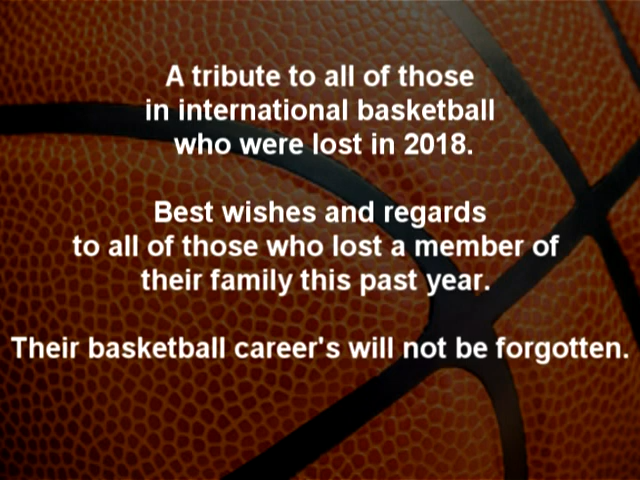 A tribute to all of those
in international basketball
who were lost in 2018.
Best wishes and regards
to all of those who lost a member of
their family this past year.
Their basketball career's will not be forgotten.